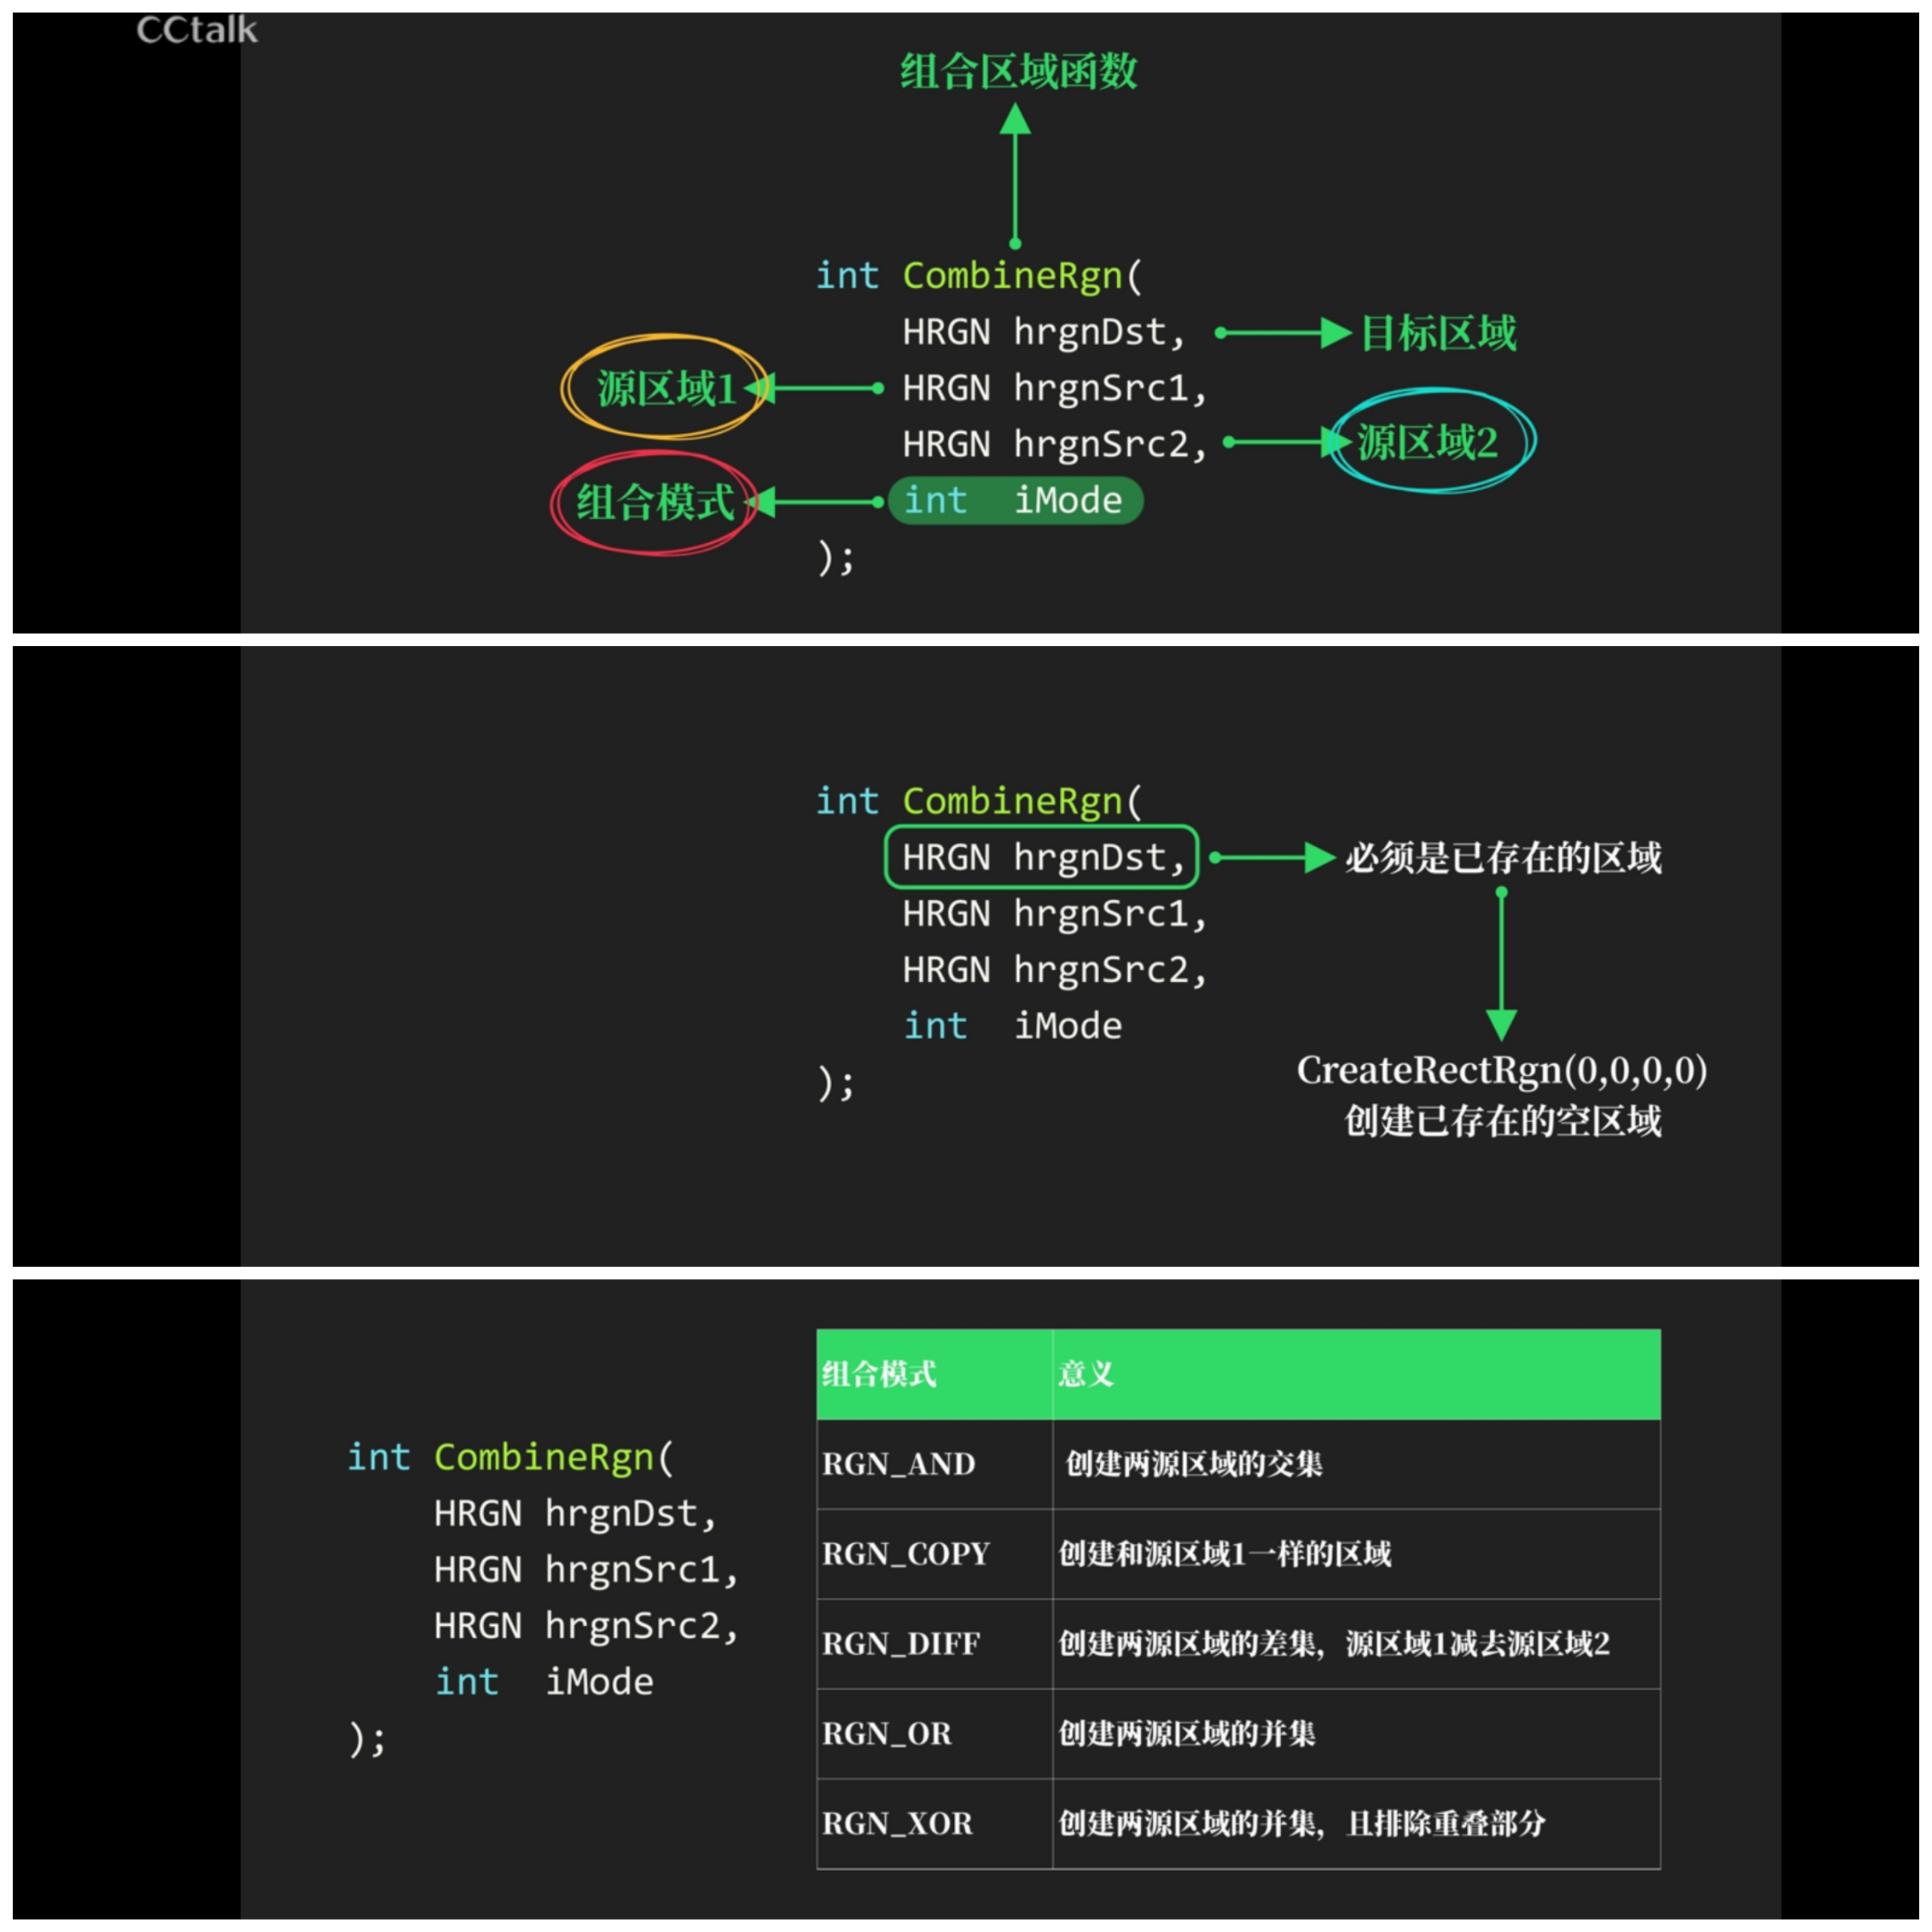 CCtalk
组合区域函数
int CombineRgn(
HRGN hrgnDst, 目标区域
源区域1 HRGN hrgnSrc1,
HRGN hrgnSrc2, 源区域2
组合模式 int iMode
);
int CombineRgn(
HRGN hrgnDst, 必须是已存在的区域
HRGN hrgnSrc1,
HRGN hrgnSrc2,
int iMode
);
CreateRectRgn(0,0,0,0)
创建已存在的空区域
int CombineRgn(
HRGN hrgnDst,
HRGN hrgnSrc1,
HRGN hrgnSrc2,
int iMode
);
组合模式 意义
RGN_AND 创建两源区域的交集
RGN_COPY 创建和源区域1一样的区域
RGN_DIFF 创建两源区域的差集，源区域1减去源区域2
RGN_OR 创建两源区域的并集
RGN_XOR 创建两源区域的并集，且排除重叠部分